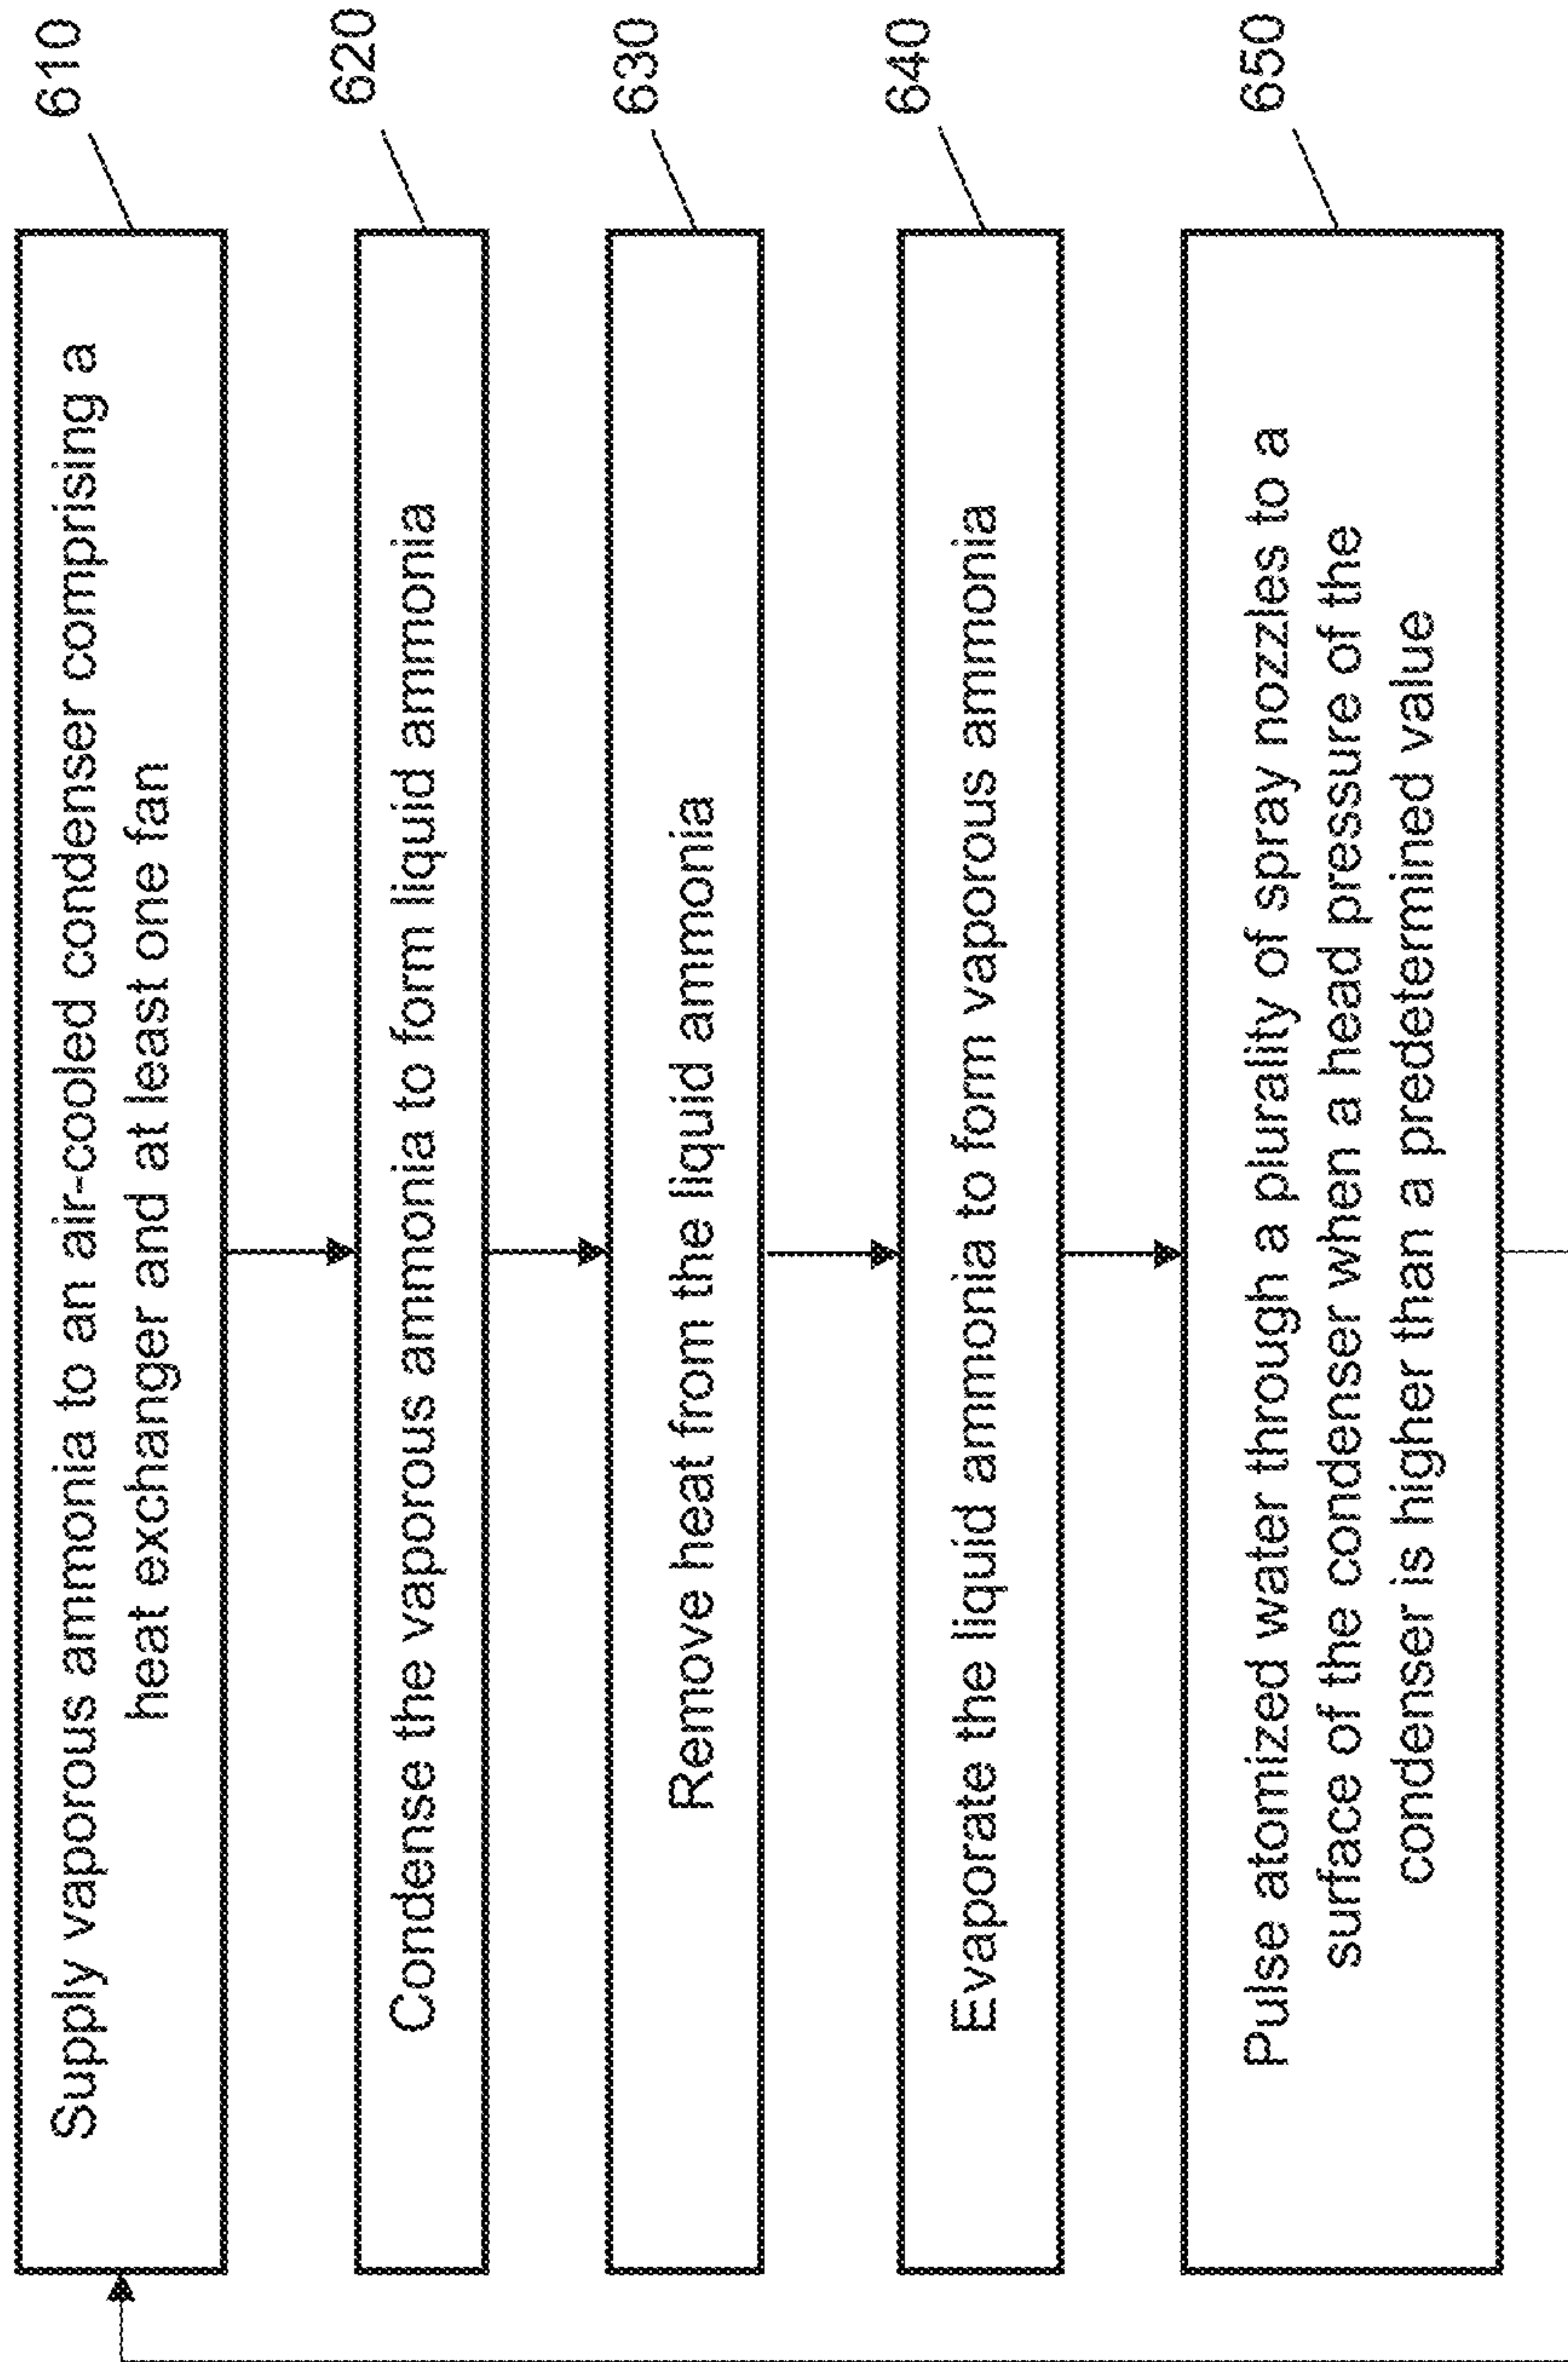 Supply vaporous ammonia to an air-cooled condenser comprising a
heat exchanger and at least one fan
610
Condense the vaporous ammonia to form liquid ammonia
620
Remove heat from the liquid ammonia
630
Evaporate the liquid ammonia to form vaporous ammonia
640
Pulse atomized water through a plurality of spray nozzles to a
surface of the condenser when a head pressure of the
condenser is higher than a predetermined value
650